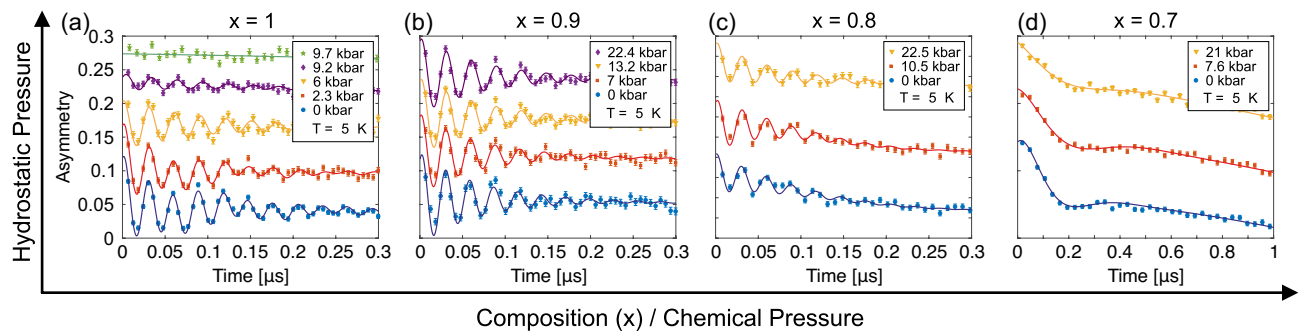 (a) x = 1
(b) x = 0.9
(c) x = 0.8
(d) x = 0.7
Hydrostatic Pressure
Asymmetry
0.3
0.25
0.2
0.15
0.1
0.05
0
9.7 kbar
9.2 kbar
6 kbar
2.3 kbar
0 kbar
T = 5 K
0 0.05 0.1 0.15 0.2 0.25 0.3
Time [µs]
22.4 kbar
13.2 kbar
7 kbar
0 kbar
T = 5 K
0 0.05 0.1 0.15 0.2 0.25 0.3
Time [µs]
22.5 kbar
10.5 kbar
0 kbar
T = 5 K
0 0.05 0.1 0.15 0.2 0.25 0.3
Time [µs]
21 kbar
7.6 kbar
0 kbar
T = 5 K
0 0.2 0.4 0.6 0.8 1
Time [µs]
Composition (x) / Chemical Pressure